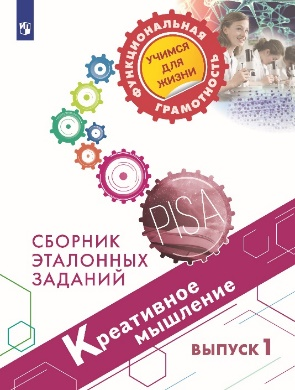 ФУНКЦИОНАЛЬНАЯ
ГРАМОТНОСТЬ
УЧИМСЯ
ДЛЯ
ЖИЗНИ
PISA
СБОРНИК
ЭТАЛОННЫХ
ЗАДАНИЙ
Креативное
мышление
ВЫПУСК 1